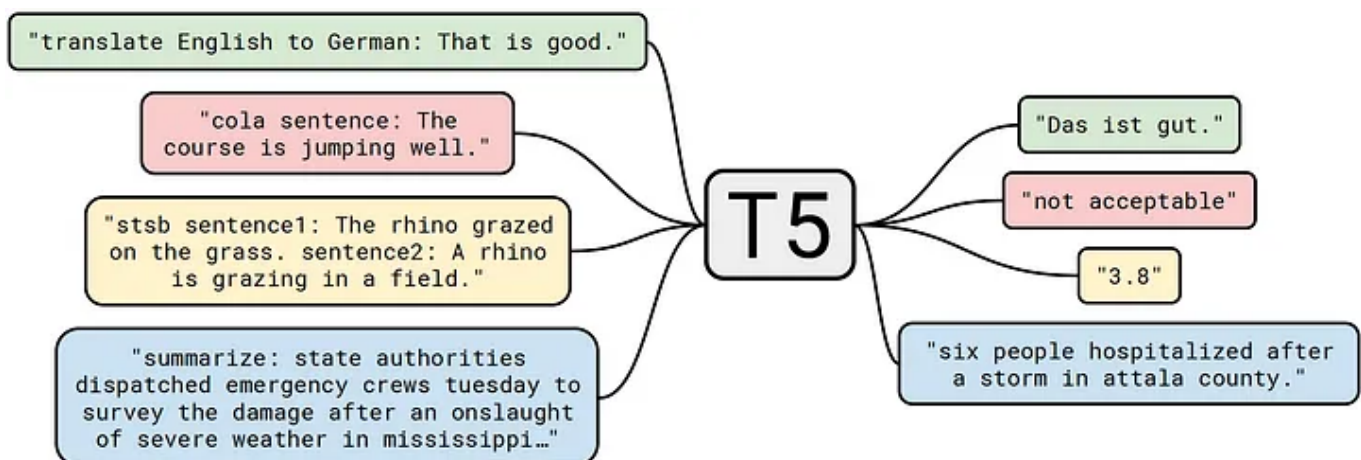 "translate English to German: That is good."
"cola sentence: The
course is jumping well."
"stsb sentence1: The rhino grazed
on the grass. sentence2: A rhino
is grazing in a field."
"summarize: state authorities
dispatched emergency crews tuesday to
survey the damage after an onslaught
of severe weather in mississippi…"
T5
"Das ist gut."
"not acceptable"
"3.8"
"six people hospitalized after
a storm in attala county."